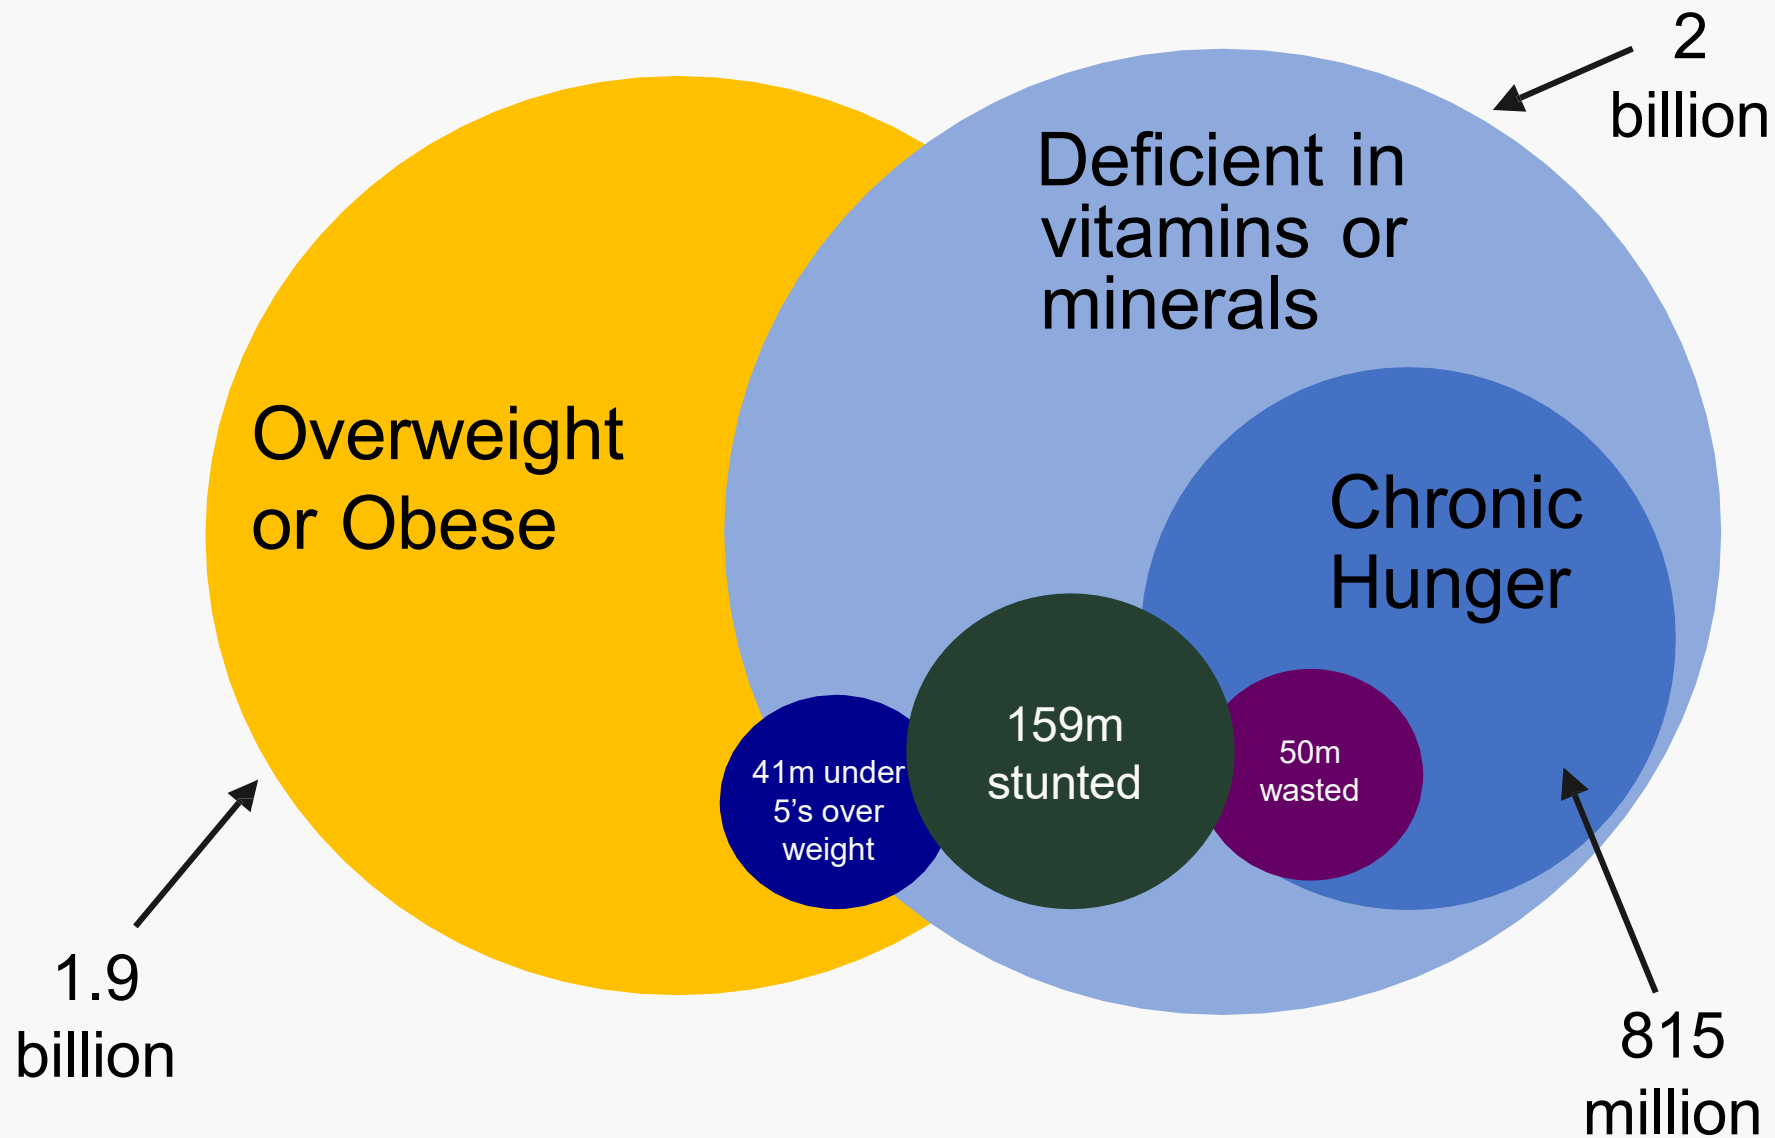 2
billion
Deficient in
vitamins or
minerals
Overweight
or Obese
Chronic
Hunger
159m
stunted
50m
wasted
41m under
5’s over
weight
1.9
billion
815
million